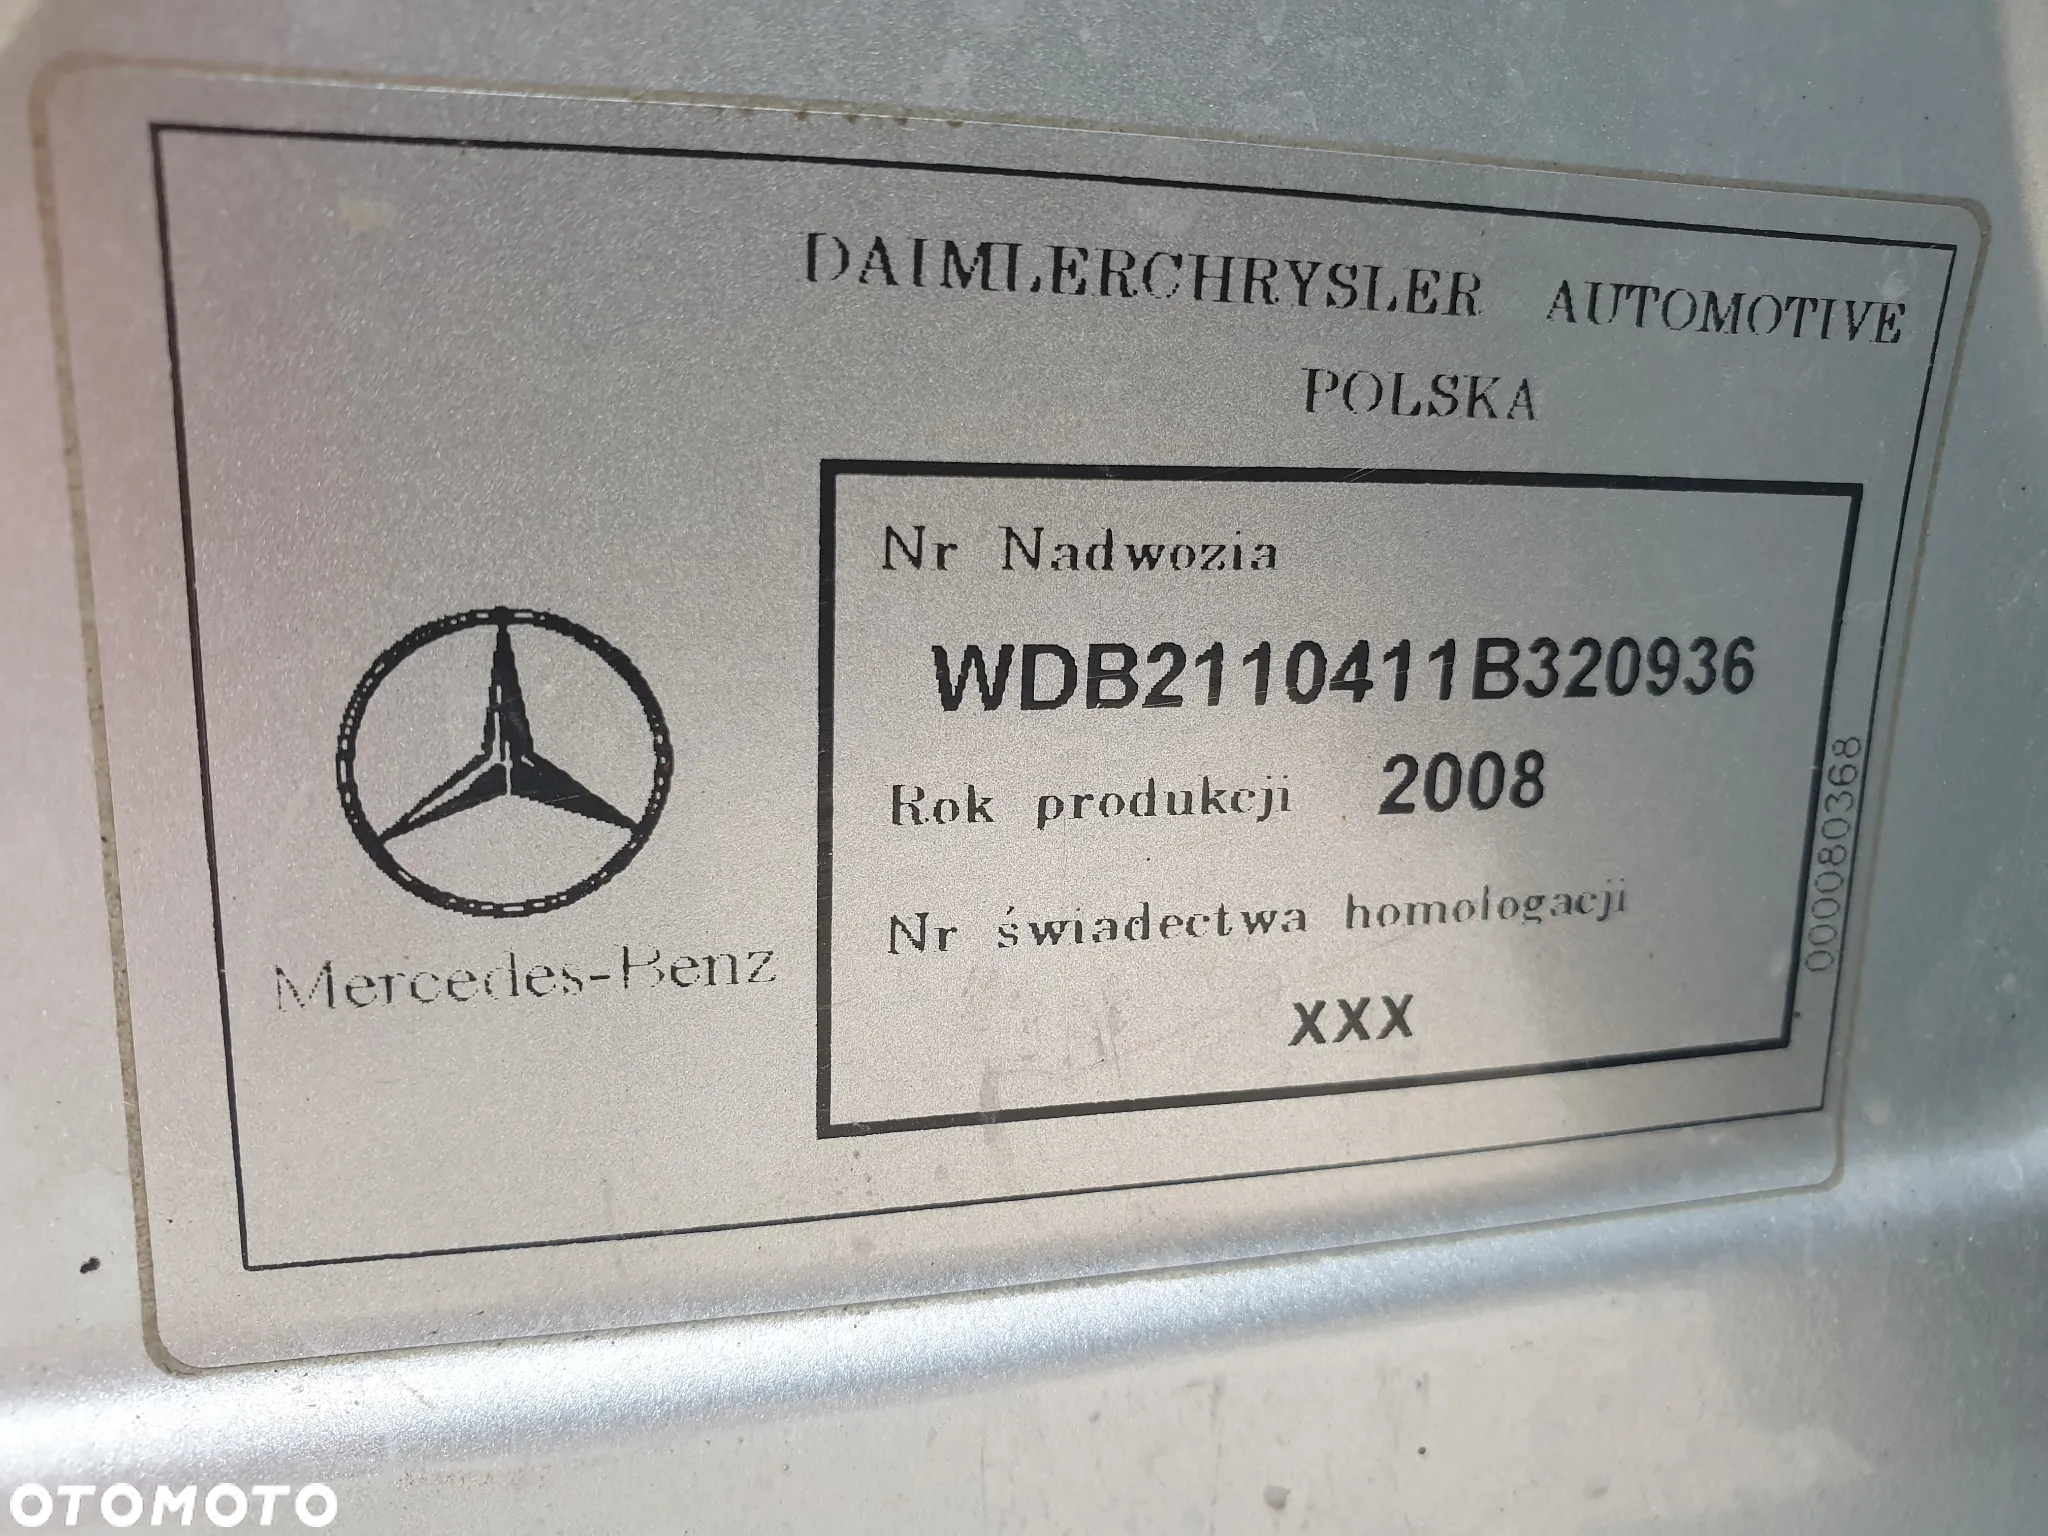 DAIMLERCHRYSLER AUTOMOTIVE
POLSKA
Nr Nadwozia
WDB2110411B320936
Rok produkcji 2008
Nr świadectwa homologacji
XXX
000080368
Mercedes-Benz
OTOMOTO